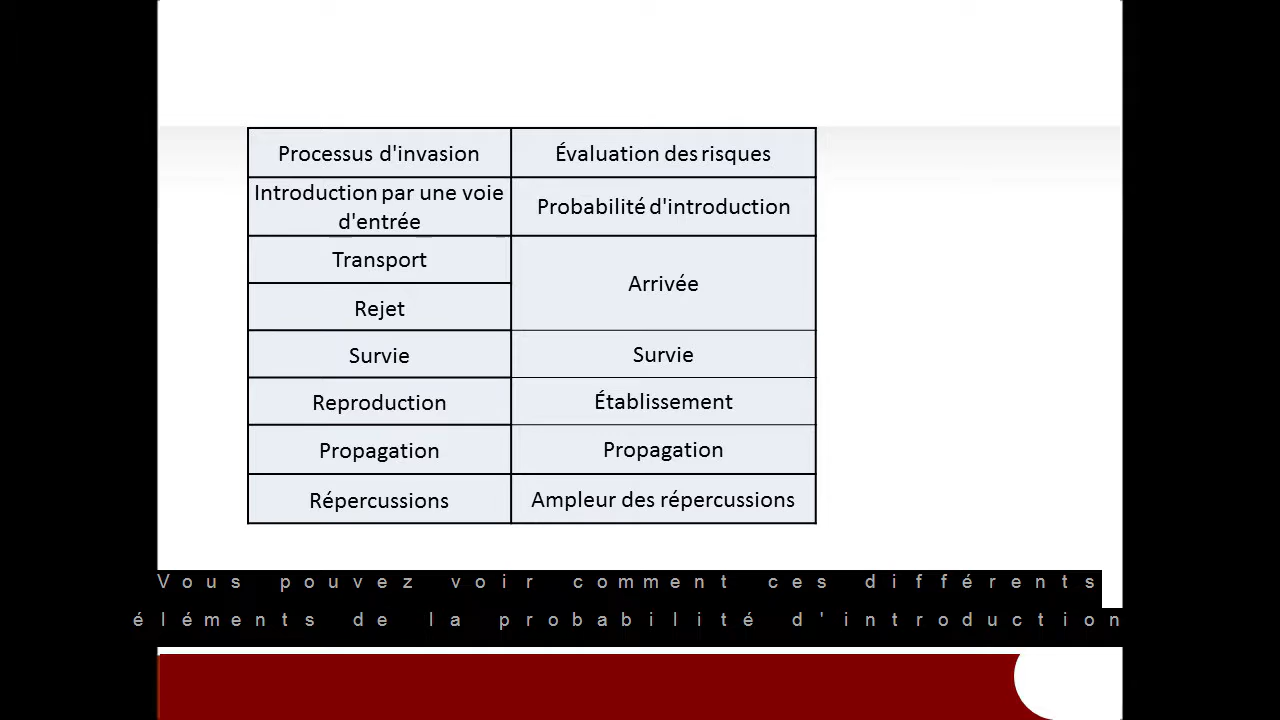 Processus d'invasion
Évaluation des risques
Introduction par une voie
d'entrée
Probabilité d'introduction
Transport
Arrivée
Rejet
Survie
Survie
Reproduction
Établissement
Propagation
Propagation
Répercussions
Ampleur des répercussions
Vous pouvez voir comment ces différents
éléments de la probabilité d'introduction